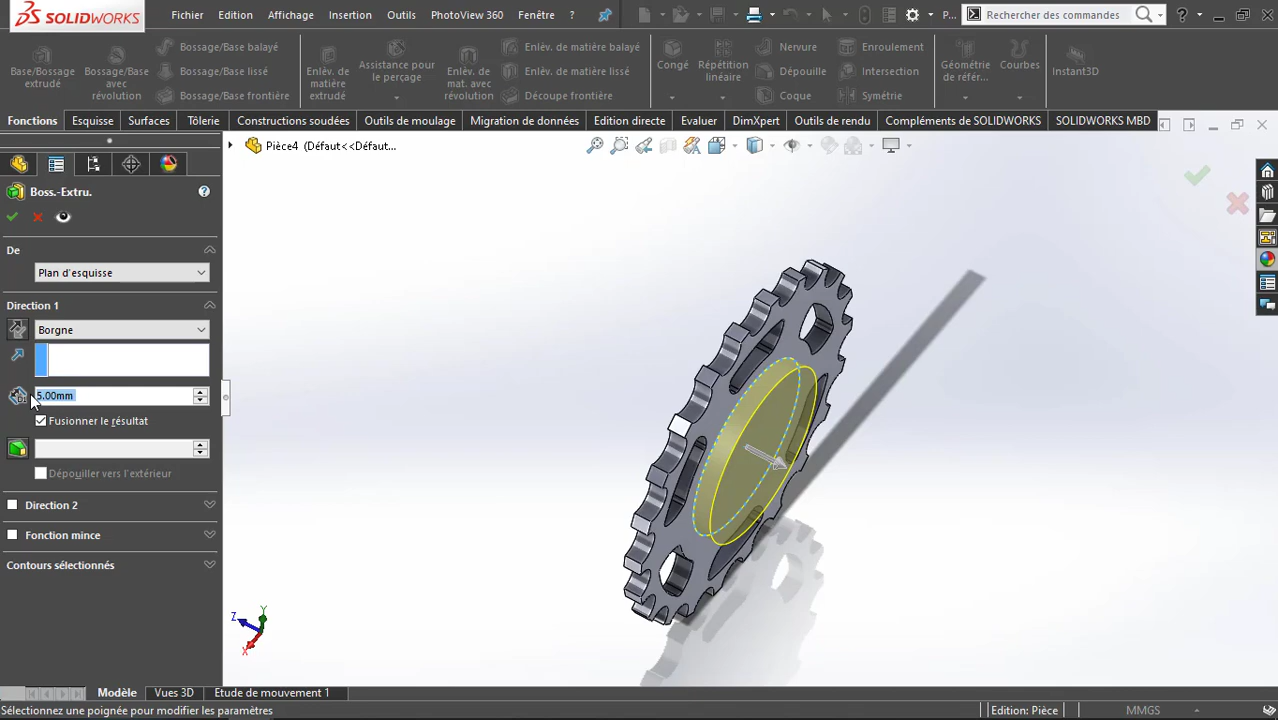 SOLIDWORKS
Fichier Edition Affichage Insertion Outils PhotoView 360 Fenêtre ? P... Rechercher des commandes ?
Base/Bossage extrudé
Bossage/Base avec révolution
Bossage/Base balayé
Bossage/Base lissé
Bossage/Base frontière
Enlèv. de matière extrudé
Assistance pour le perçage
Enlèv. de mat. avec révolution
Enlèv. de matière balayé
Enlèv. de matière lissé
Découpe frontière
Congé
Répétition linéaire
Nervure
Dépouille
Coque
Enroulement
Intersection
Symétrie
Géométrie de référ...
Courbes
Instant3D
Fonctions Esquisse Surfaces Tôlerie Constructions soudées Outils de moulage Migration de données Edition directe Evaluer DimXpert Outils de rendu Compléments de SOLIDWORKS SOLIDWORKS MBD
Pièce4 (Défaut<<Défaut...
Boss.-Extru.
?
De
Plan d'esquisse
Direction 1
Borgne
5.00mm
Fusionner le résultat
Dépouiller vers l'extérieur
Direction 2
Fonction mince
Contours sélectionnés
Y
Z
X
Modèle Vues 3D Etude de mouvement 1
Sélectionnez une poignée pour modifier les paramètres Edition: Pièce MMGS